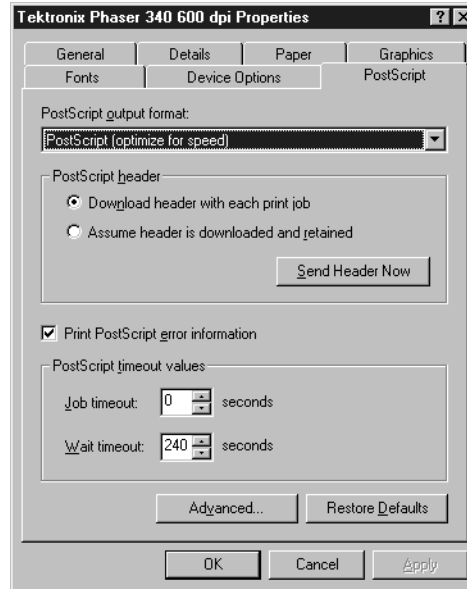 Tektronix Phaser 340 600 dpi Properties
General Details Paper Graphics
Fonts Device Options PostScript
PostScript output format:
PostScript (optimize for speed)
PostScript header
Download header with each print job
Assume header is downloaded and retained
Send Header Now
Print PostScript error information
PostScript timeout values
Job timeout: 0 seconds
Wait timeout: 240 seconds
Advanced... Restore Defaults
OK Cancel Apply